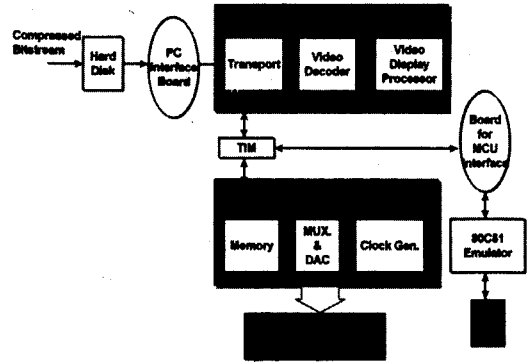 Compressed
Bitstream
Hard
Disk
PC
Interface
Board
Transport
Video
Decoder
Video
Display
Processor
TIM
Board
for
MCU
Interface
Memory
MUX.
&
DAC
Clock Gen.
80C51
Emulator